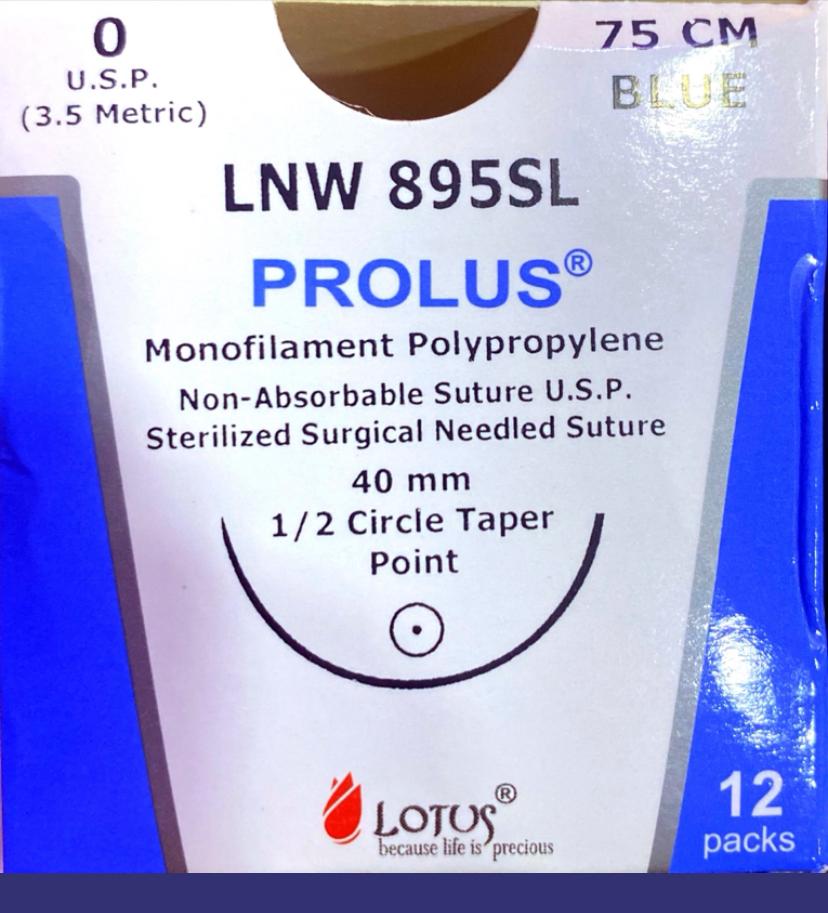 0
U.S.P.
(3.5 Metric)
75 CM
BLUE
LNW 895SL
PROLUS®
Monofilament Polypropylene
Non-Absorbable Suture U.S.P.
Sterilized Surgical Needled Suture
40 mm
1/2 Circle Taper
Point
LOTUS®
because life is precious
12
packs